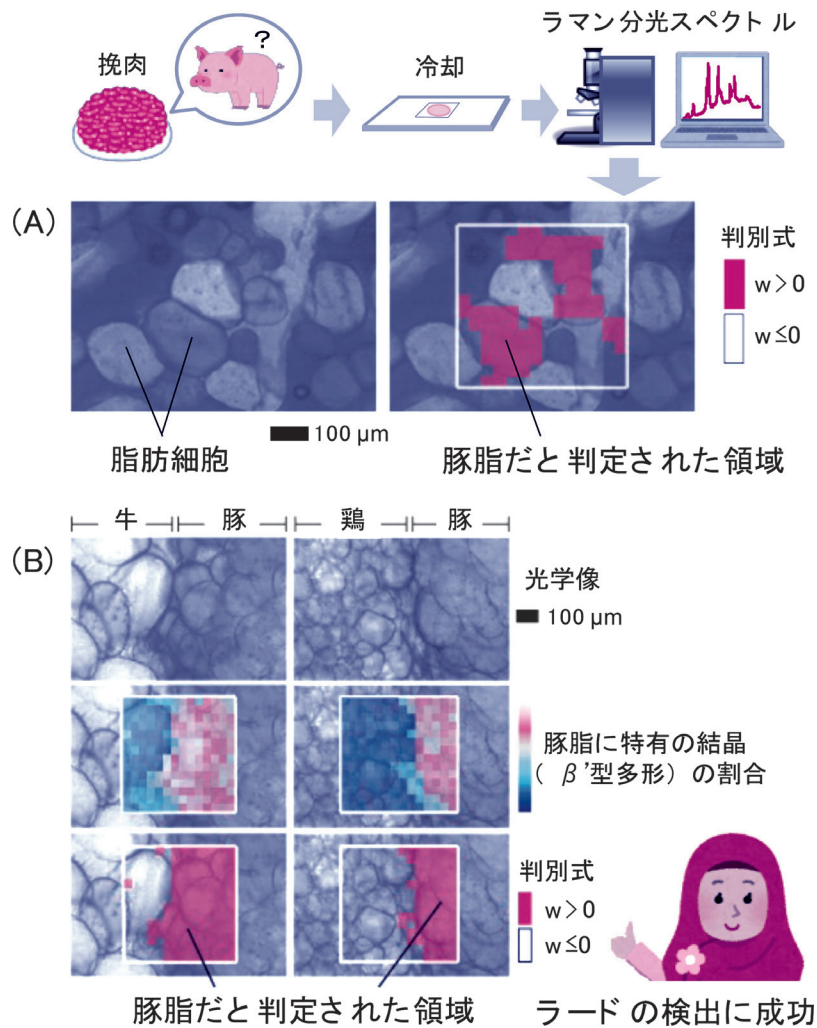 ラマン分光スペクトル
挽肉
?
冷却
(A)
判別式
w>0
w≤0
脂肪細胞
100 μm
豚脂だと判定された領域
牛
豚
鶏
豚
(B)
光学像
100 μm
豚脂に特有の結晶
(β'型多形)の割合
判別式
w>0
w≤0
豚脂だと判定された領域
ラードの検出に成功